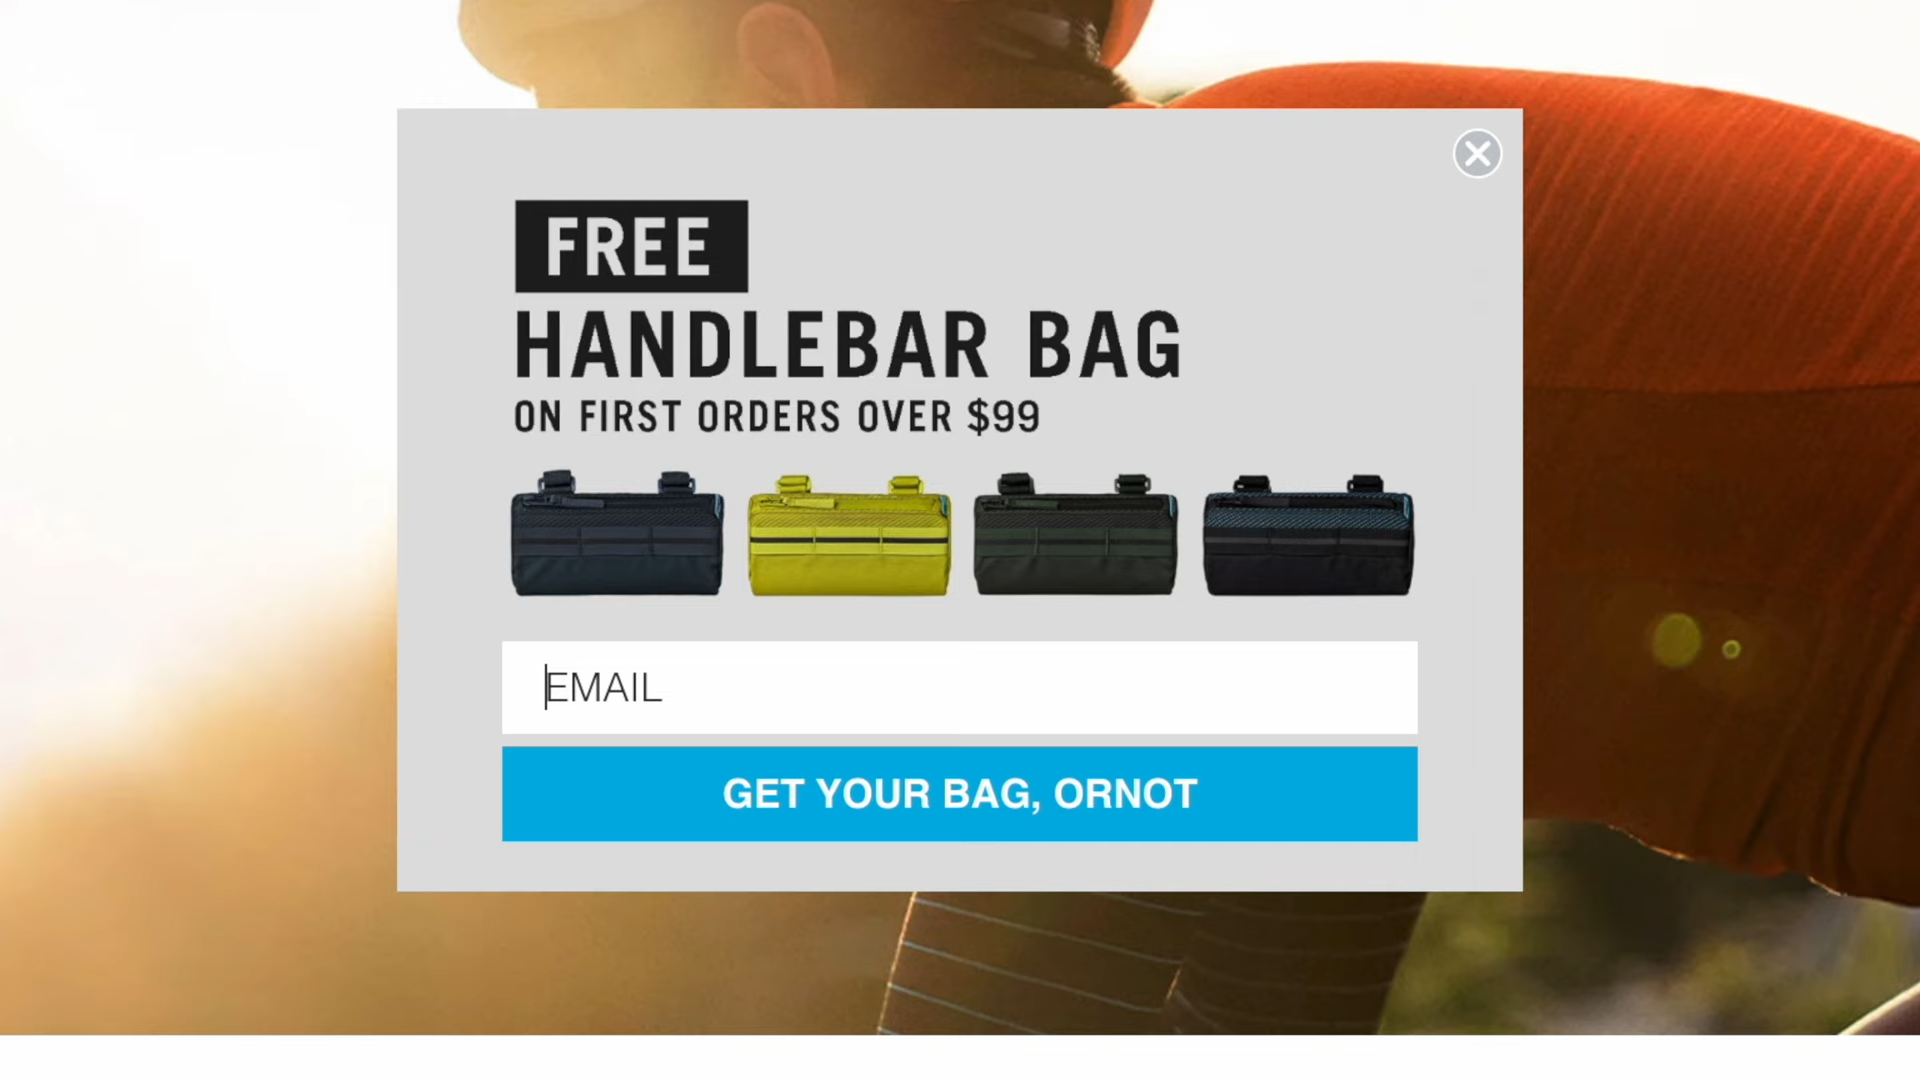 FREE
HANDLEBAR BAG
ON FIRST ORDERS OVER $99
EMAIL
GET YOUR BAG, ORNOT